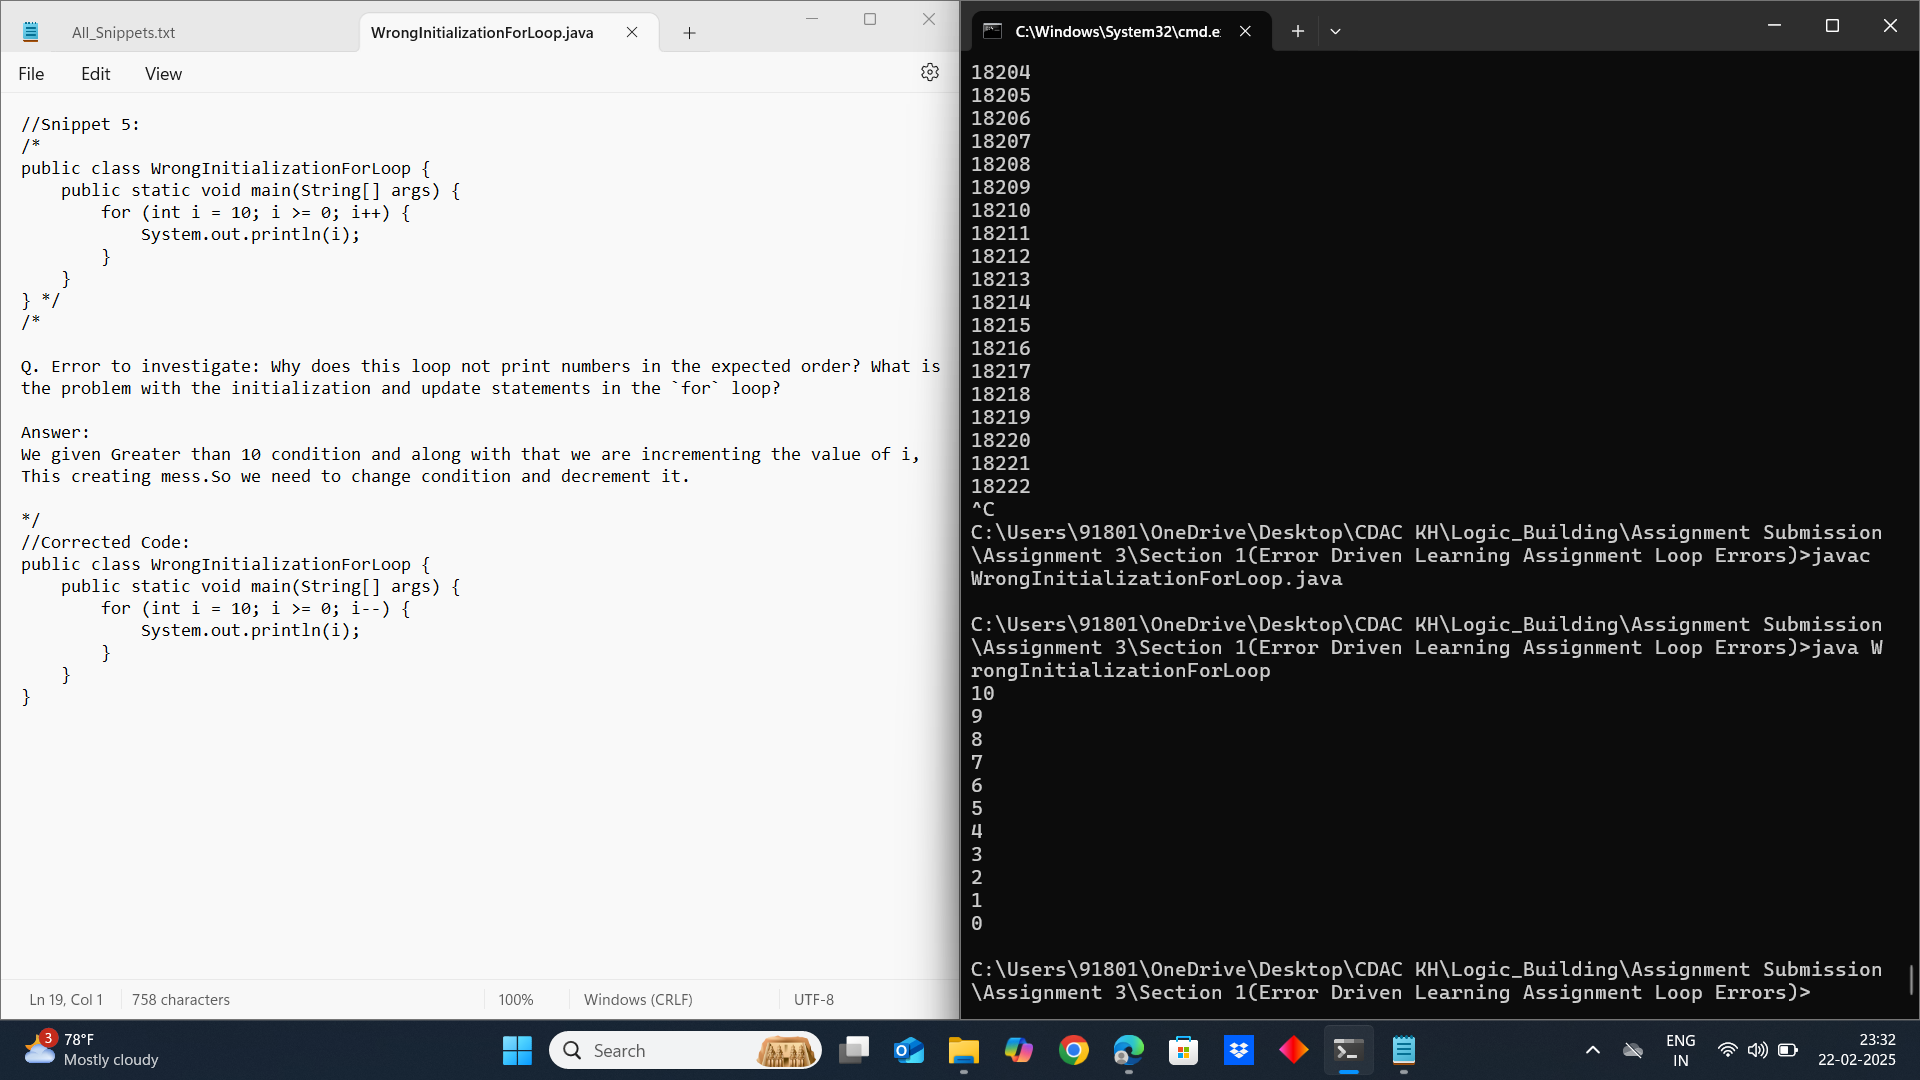 All_Snippets.txt
WrongInitializationForLoop.java
File Edit View
//Snippet 5:
/*
public class WrongInitializationForLoop {
    public static void main(String[] args) {
        for (int i = 10; i >= 0; i++) {
            System.out.println(i);
        }
    }
} */
/*
Q. Error to investigate: Why does this loop not print numbers in the expected order? What is
the problem with the initialization and update statements in the `for` loop?
Answer:
We given Greater than 10 condition and along with that we are incrementing the value of i,
This creating mess.So we need to change condition and decrement it.
*/
//Corrected Code:
public class WrongInitializationForLoop {
    public static void main(String[] args) {
        for (int i = 10; i >= 0; i--) {
            System.out.println(i);
        }
    }
}
Ln 19, Col 1 758 characters 100% Windows (CRLF) UTF-8
C:\Windows\System32\cmd.e
18204
18205
18206
18207
18208
18209
18210
18211
18212
18213
18214
18215
18216
18217
18218
18219
18220
18221
18222
^C
C:\Users\91801\OneDrive\Desktop\CDAC KH\Logic_Building\Assignment Submission
\Assignment 3\Section 1(Error Driven Learning Assignment Loop Errors)>javac
WrongInitializationForLoop.java
C:\Users\91801\OneDrive\Desktop\CDAC KH\Logic_Building\Assignment Submission
\Assignment 3\Section 1(Error Driven Learning Assignment Loop Errors)>java W
rongInitializationForLoop
10
9
8
7
6
5
4
3
2
1
0
C:\Users\91801\OneDrive\Desktop\CDAC KH\Logic_Building\Assignment Submission
\Assignment 3\Section 1(Error Driven Learning Assignment Loop Errors)>
3
78°F
Mostly cloudy
Search
ENG
IN
23:32
22-02-2025